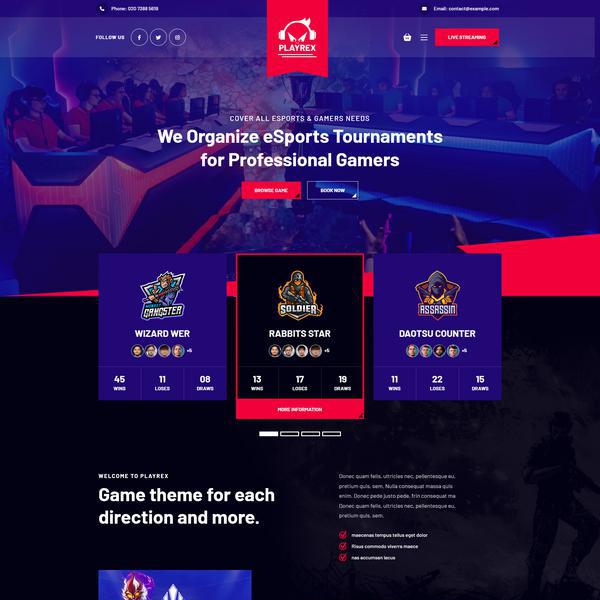 Phone: 020 7388 5619
Email: contact@example.com
FOLLOW US
PLAYREX
LIVE STREAMING
COVER ALL ESPORTS & GAMERS NEEDS
We Organize eSports Tournaments
for Professional Gamers
BROWSE GAME
BOOK NOW
GANGSTER
SOLDIER
ASSASSIN
WIZARD WER
RABBITS STAR
DAOTSU COUNTER
+5
+5
+5
45 11 08
WINS LOSES DRAWS
13 17 19
WINS LOSES DRAWS
11 22 15
WINS LOSES DRAWS
MORE INFORMATION
WELCOME TO PLAYREX
Game theme for each
direction and more.
Donec quam felis, ultricies nec, pellentesque eu,
pretium quis, sem. Nulla consequat massa quis
enim. Donec pede justo pede, frin consequat ma
Donec quam felis, ultricies nec, pellentesque eu,
pretium quis, sem.
maecenas tempus tellus eget dolor
Risus commodo viverra maece
nas accumsan lacus